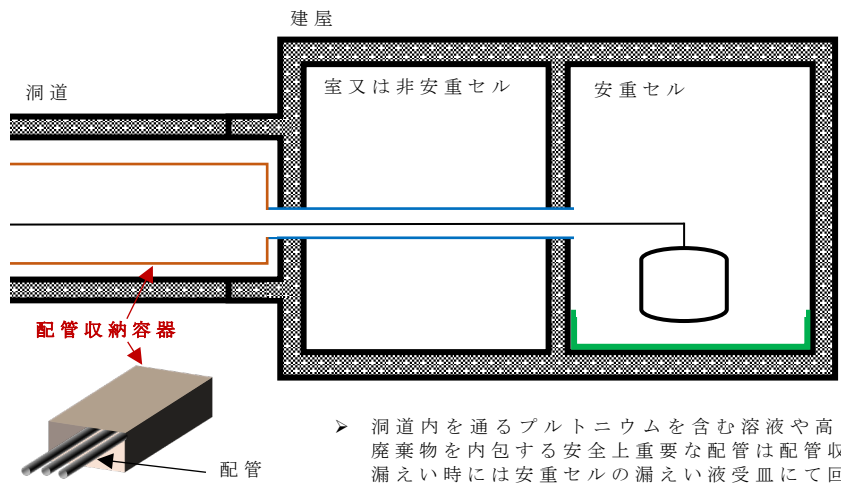 建屋
洞道
室又は非安重セル
安重セル
配管収納容器
配管
➢ 洞道内を通るプルトニウムを含む溶液や高
廃棄物を内包する安全上重要な配管は配管収
漏えい時には安重セルの漏えい液受皿にて回